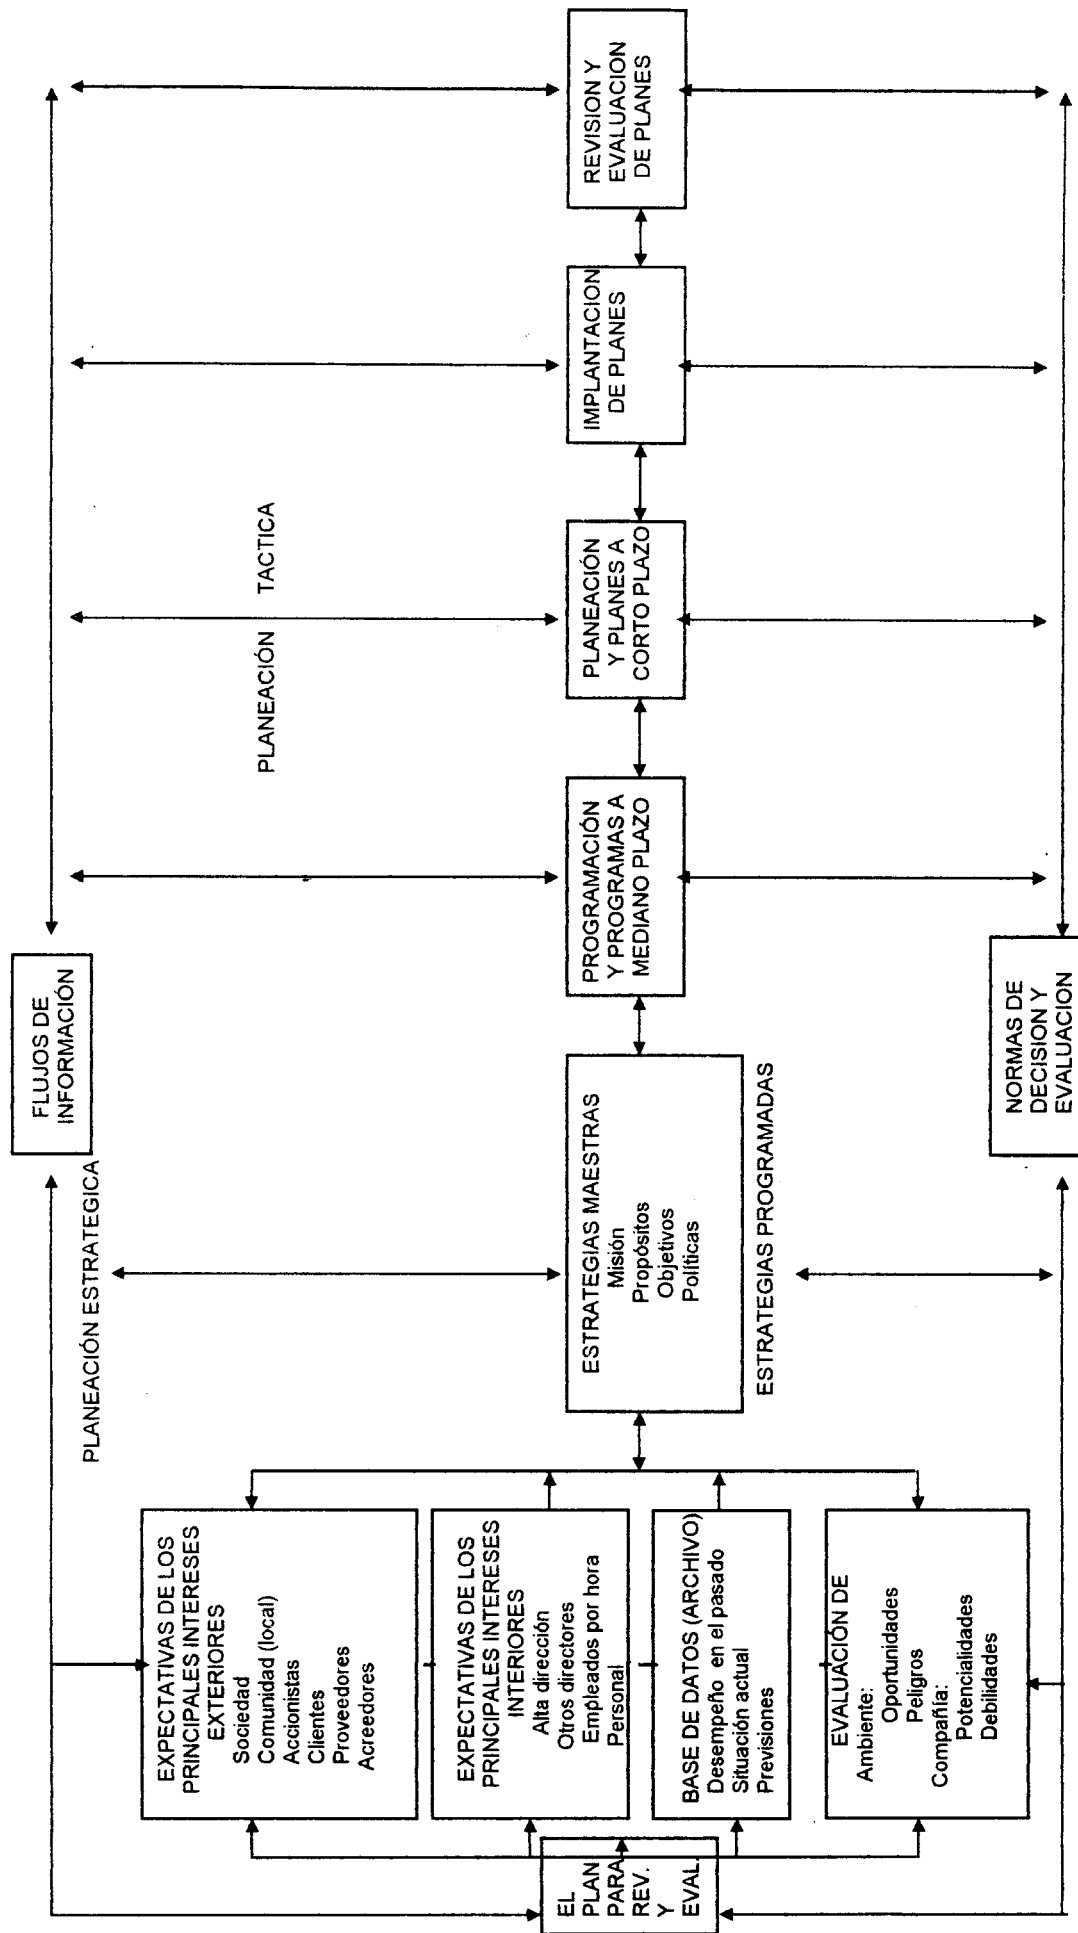 FLUJOS DE
INFORMACIÓN
PLANEACIÓN ESTRATEGICA
PLANEACIÓN TACTICA
EXPECTATIVAS DE LOS
PRINCIPALES INTERESES
EXTERIORES
Sociedad
Comunidad (local)
Accionistas
Clientes
Proveedores
Acreedores
EXPECTATIVAS DE LOS
PRINCIPALES INTERESES
INTERIORES
Alta dirección
Otros directores
Empleados por hora
Personal
BASE DE DATOS (ARCHIVO)
Desempeño en el pasado
Situación actual
Previsiones
EVALUACIÓN DE
Ambiente:
Oportunidades
Peligros
Compañía:
Potencialidades
Debilidades
EL
PLAN
PARA
REV.
Y
EVAL.
ESTRATEGIAS MAESTRAS
Misión
Propósitos
Objetivos
Políticas
ESTRATEGIAS PROGRAMADAS
PROGRAMACIÓN
Y PROGRAMAS A
MEDIANO PLAZO
PLANEACIÓN
Y PLANES A
CORTO PLAZO
IMPLANTACION
DE PLANES
REVISION Y
EVALUACION
DE PLANES
NORMAS DE
DECISION Y
EVALUACION